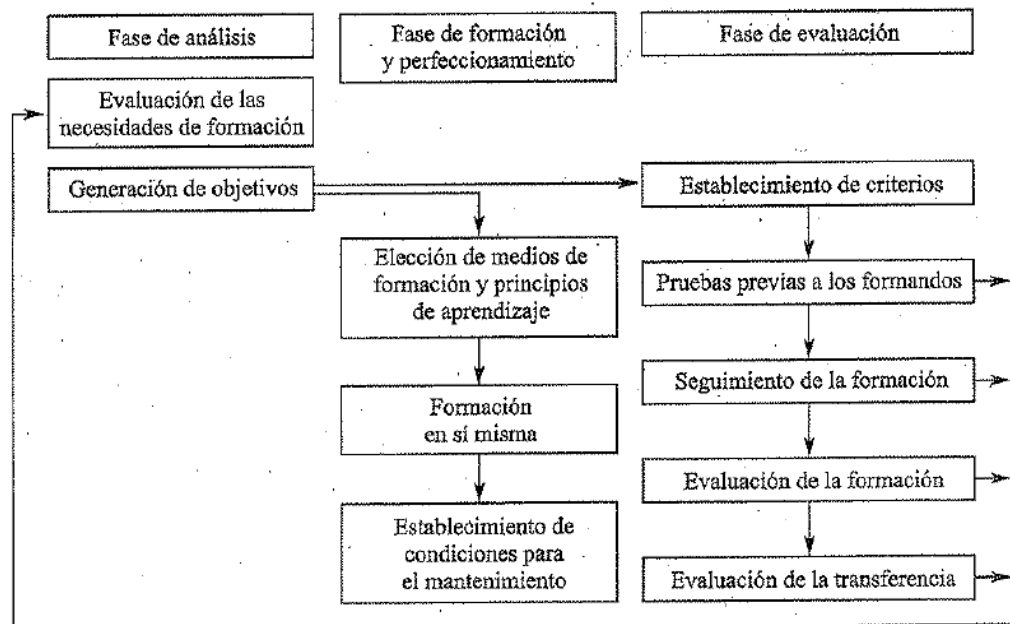 Fase de análisis
Fase de formación
y perfeccionamiento
Fase de evaluación
Evaluación de las
necesidades de formación
Generación de objetivos
Establecimiento de criterios
Elección de medios de
formación y principios
de aprendizaje
Pruebas previas a los formandos
Seguimiento de la formación
Formación
en sí misma
Evaluación de la formación
Establecimiento de
condiciones para
el mantenimiento
Evaluación de la transferencia